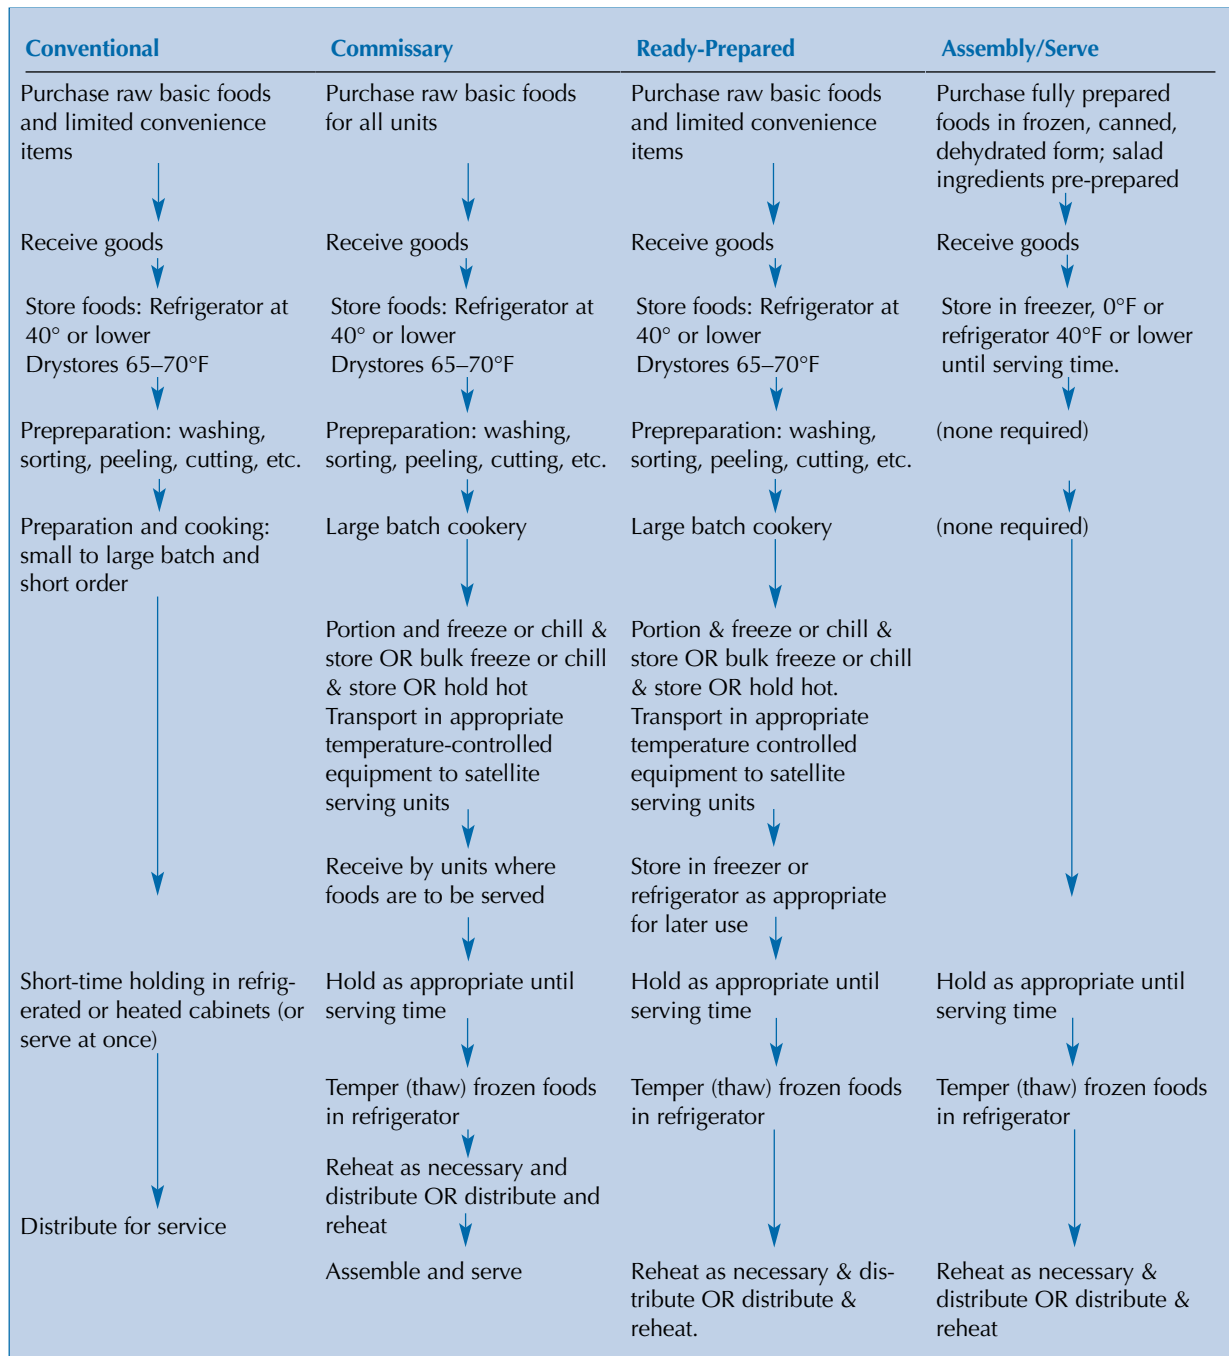 Conventional
Purchase raw basic foods
and limited convenience
items
Receive goods
Store foods: Refrigerator at
40° or lower
Drystores 65–70°F
Prepreparation: washing,
sorting, peeling, cutting, etc.
Preparation and cooking:
small to large batch and
short order
Short-time holding in refrig-
erated or heated cabinets (or
serve at once)
Distribute for service
Commissary
Purchase raw basic foods
for all units
Receive goods
Store foods: Refrigerator at
40° or lower
Drystores 65–70°F
Prepreparation: washing,
sorting, peeling, cutting, etc.
Large batch cookery
Portion and freeze or chill &
store OR bulk freeze or chill
& store OR hold hot
Transport in appropriate
temperature-controlled
equipment to satellite
serving units
Receive by units where
foods are to be served
Hold as appropriate until
serving time
Temper (thaw) frozen foods
in refrigerator
Reheat as necessary and
distribute OR distribute and
reheat
Assemble and serve
Ready-Prepared
Purchase raw basic foods
and limited convenience
items
Receive goods
Store foods: Refrigerator at
40° or lower
Drystores 65–70°F
Prepreparation: washing,
sorting, peeling, cutting, etc.
Large batch cookery
Portion & freeze or chill &
store OR bulk freeze or chill
& store OR hold hot.
Transport in appropriate
temperature controlled
equipment to satellite
serving units
Store in freezer or
refrigerator as appropriate
for later use
Hold as appropriate until
serving time
Temper (thaw) frozen foods
in refrigerator
Reheat as necessary & dis-
tribute OR distribute &
reheat.
Assembly/Serve
Purchase fully prepared
foods in frozen, canned,
dehydrated form; salad
ingredients pre-prepared
Receive goods
Store in freezer, 0°F or
refrigerator 40°F or lower
until serving time.
(none required)
(none required)
Hold as appropriate until
serving time
Temper (thaw) frozen foods
in refrigerator
Reheat as necessary &
distribute OR distribute &
reheat